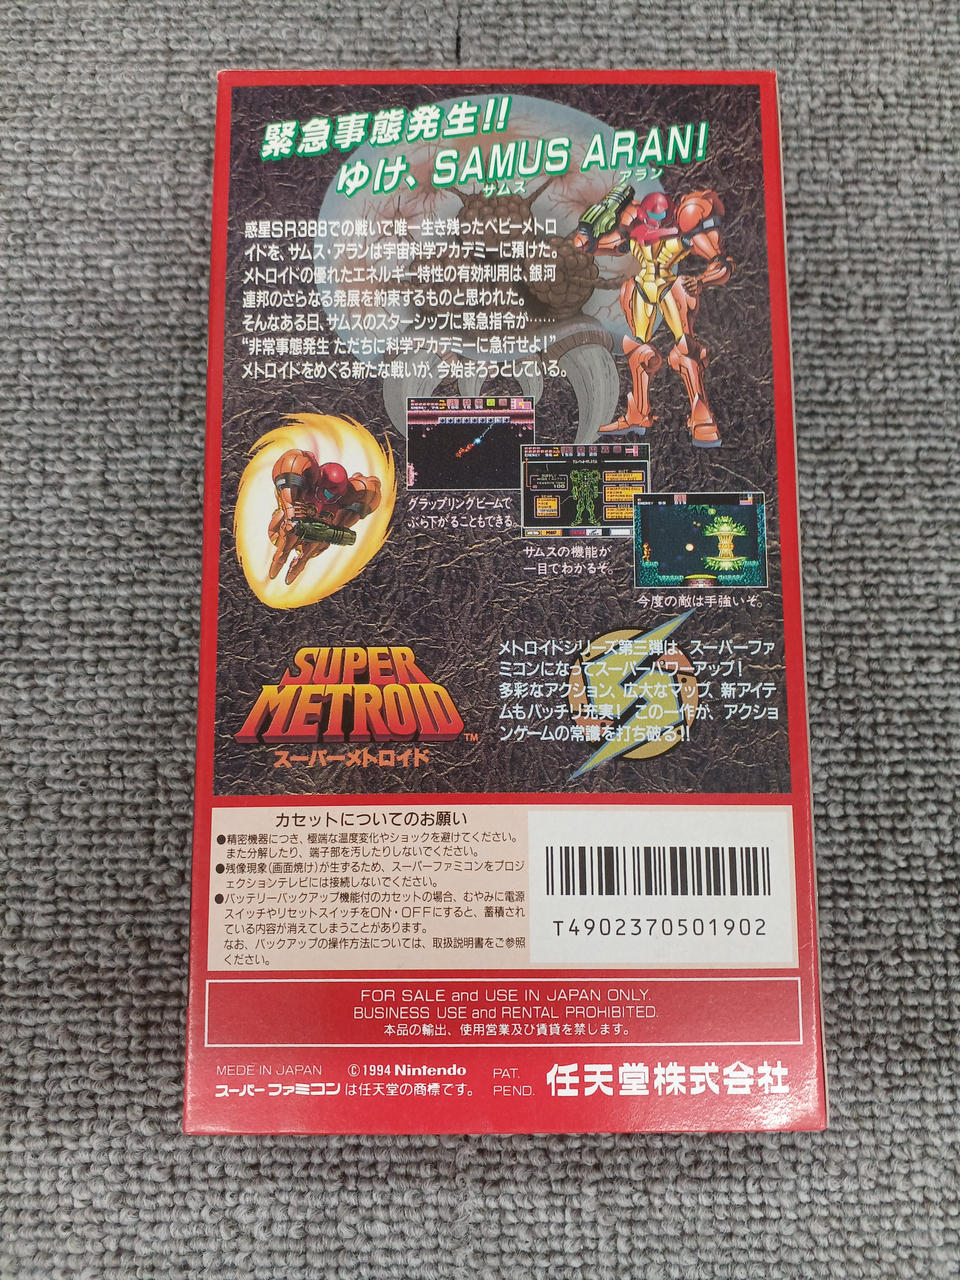 緊急事態発生!!
ゆけ、SAMUS ARAN!
サムス アラン
惑星SR388での戦いで唯一生き残ったベビーメトロ
イドを、サムス・アランは宇宙科学アカデミーに預けた。
メトロイドの優れたエネルギー特性の有効利用は、銀河
連邦のさらなる発展を約束するものと思われた。
そんなある日、サムスのスターシップに緊急指令が……
“非常事態発生 ただちに科学アカデミーに急行せよ!”
メトロイドをめぐる新たな戦いが、今始まろうとしている。
グラップリングビームで
ぶら下がることもできる。
サムスの機能が
一目でわかるぞ。
今度の敵は手強いぞ。
SUPER
METROID™
スーパーメトロイド
メトロイドシリーズ第三弾は、スーパーファ
ミコンになってスーパーパワーアップ!
多彩なアクション、広大なマップ、新アイテ
ムもバッチリ充実! この一作が、アクショ
ンゲームの常識を打ち破る!!
カセットについてのお願い
●精密機器につき、極端な温度変化やショックを避けてください。
また分解したり、端子部を汚したりしないでください。
●残像現象(画面焼け)が生ずるため、スーパーファミコンをプロジ
ェクションテレビには接続しないでください。
●バッテリーバックアップ機能付のカセットの場合、むやみに電源
スイッチやリセットスイッチをON・OFFにすると、蓄積され
ている内容が消えてしまうことがあります。
なお、バックアップの操作方法については、取扱説明書をご参照
ください。
T4902370501902
FOR SALE and USE IN JAPAN ONLY.
BUSINESS USE and RENTAL PROHIBITED.
本品の輸出、使用営業及び賃貸を禁します。
MEDE IN JAPAN ©1994 Nintendo PAT.
スーパーファミコンは任天堂の商標です。 PEND.
任天堂株式会社